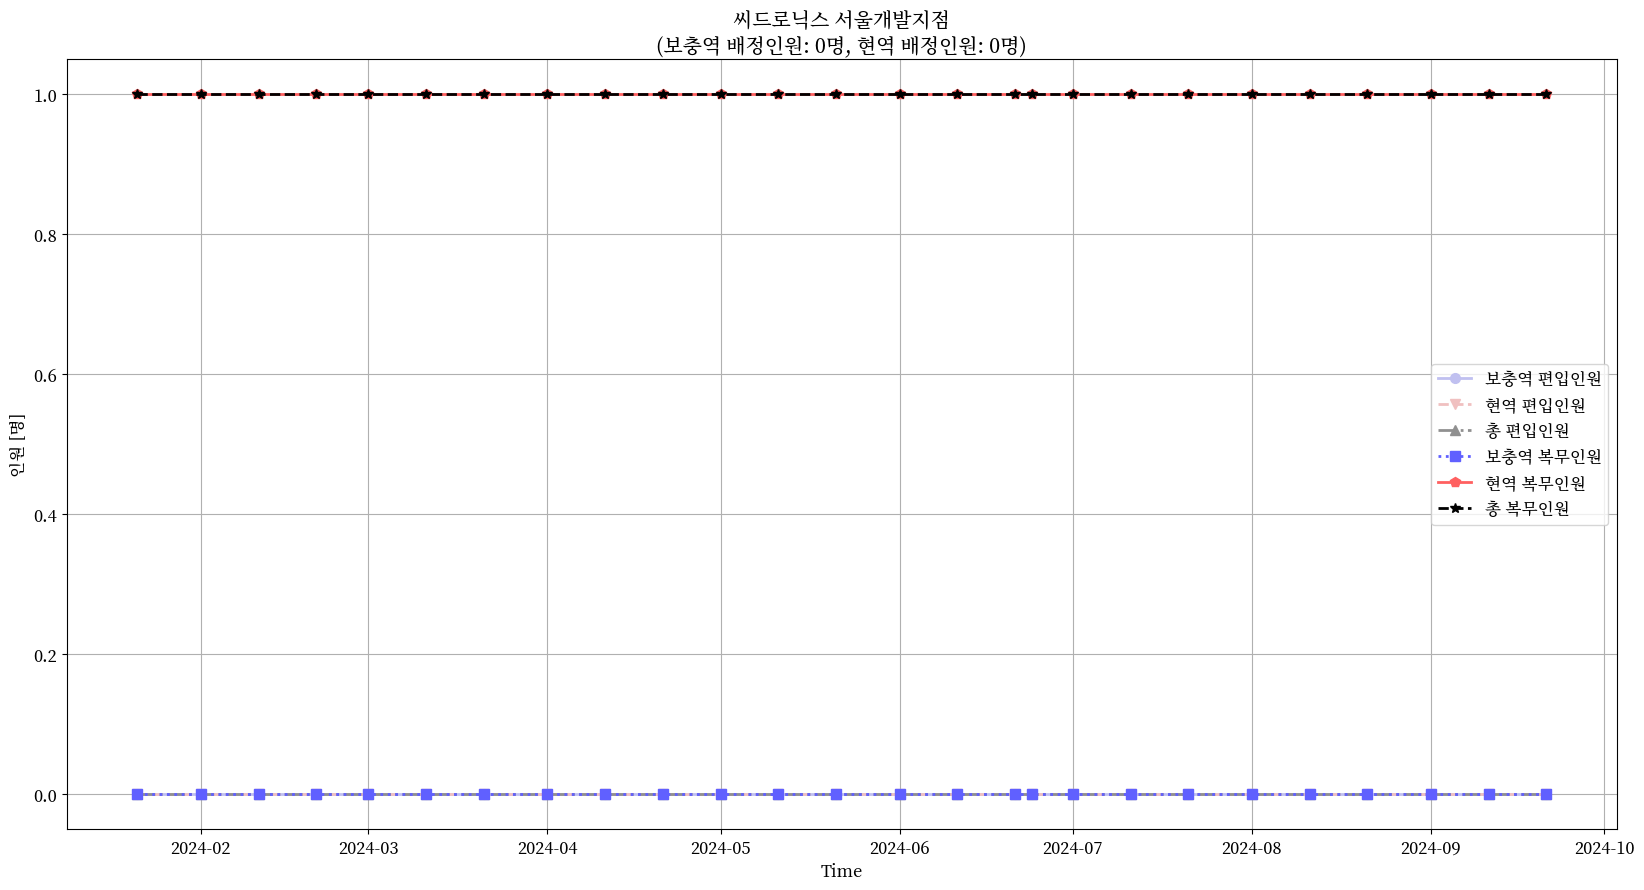 씨드로닉스 서울개발지점
(보충역 배정인원: 0명, 현역 배정인원: 0명)
인원 [명]
1.0
0.8
0.6
0.4
0.2
0.0
보충역 편입인원
현역 편입인원
총 편입인원
보충역 복무인원
현역 복무인원
총 복무인원
2024-02 2024-03 2024-04 2024-05 2024-06 2024-07 2024-08 2024-09 2024-10
Time